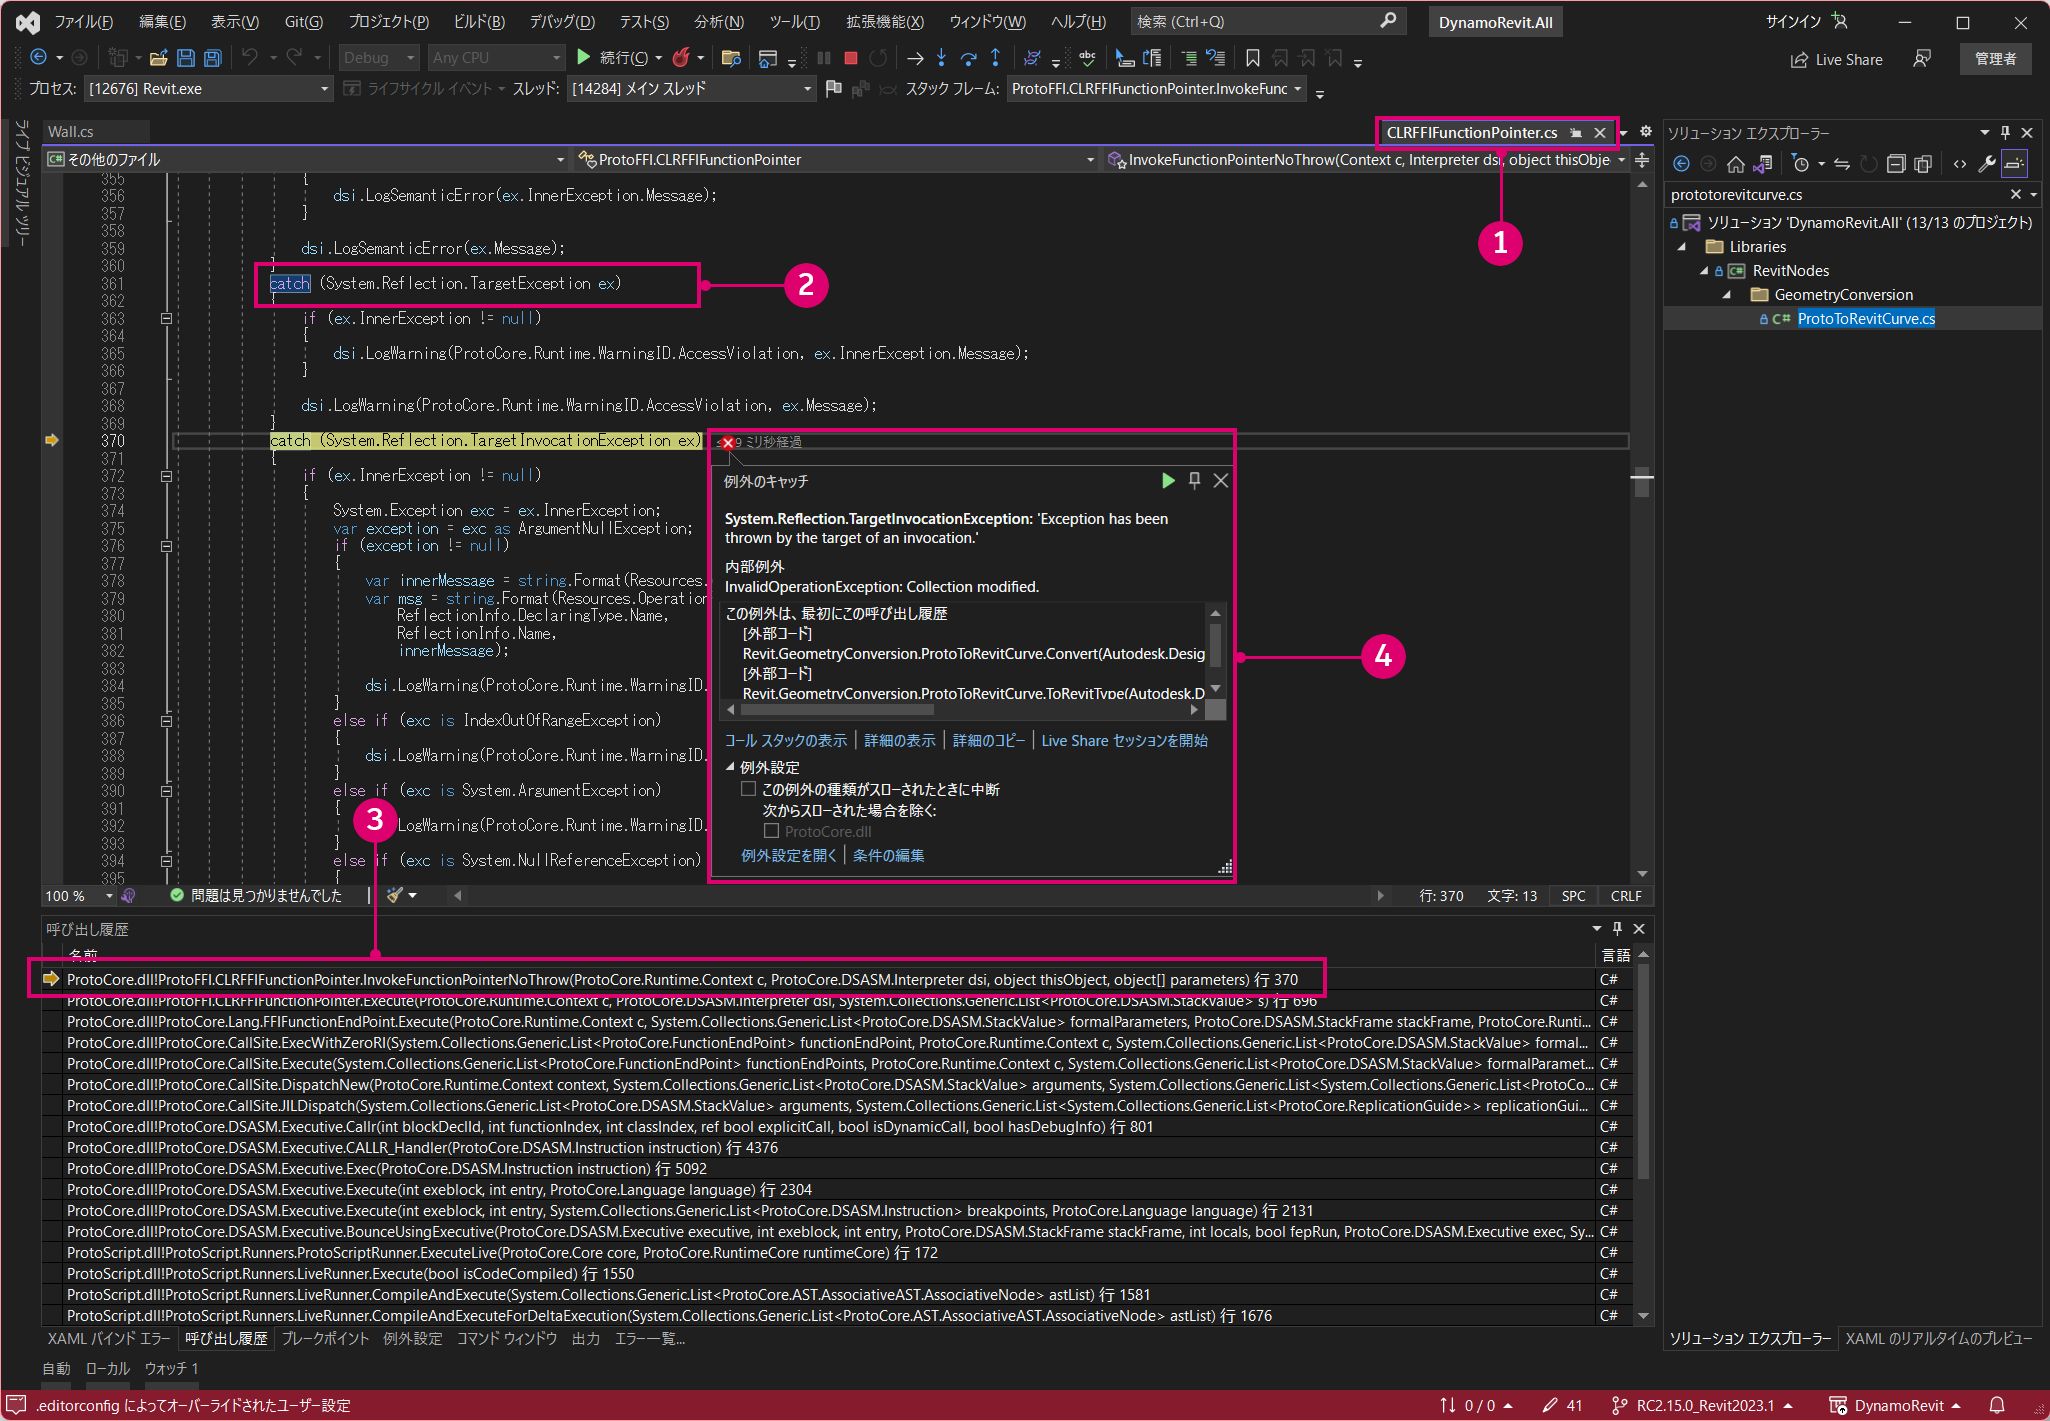 ファイル(F) 編集(E) 表示(V) Git(G) プロジェクト(P) ビルド(B) デバッグ(D) テスト(S) 分析(N) ツール(T) 拡張機能(X) ウィンドウ(W) ヘルプ(H) 検索 (Ctrl+Q) DynamoRevit.All サインイン
Debug Any CPU 続行(C) abc Live Share 管理者
プロセス: [12676] Revit.exe ライフサイクル イベント スレッド: [14284] メイン スレッド スタック フレーム: ProtoFFI.CLRFFIFunctionPointer.InvokeFunc
ライブ ビジュアル ツリー
Wall.cs CLRFFIFunctionPointer.cs
C# その他のファイル ProtoFFI.CLRFFIFunctionPointer InvokeFunctionPointerNoThrow(Context c, Interpreter dsi, object thisObje
355 {
356 dsi.LogSemanticError(ex.InnerException.Message);
357 }
358
359 dsi.LogSemanticError(ex.Message);
360 }
361 catch (System.Reflection.TargetException ex)
362 {
363 if (ex.InnerException != null)
364 {
365 dsi.LogWarning(ProtoCore.Runtime.WarningID.AccessViolation, ex.InnerException.Message);
366 }
367
368 dsi.LogWarning(ProtoCore.Runtime.WarningID.AccessViolation, ex.Message);
369 }
370 catch (System.Reflection.TargetInvocationException ex) 9 ミリ秒経過
371 {
372 if (ex.InnerException != null)
373 {
374 System.Exception exc = ex.InnerException;
375 var exception = exc as ArgumentNullException;
376 if (exception != null)
377 {
378 var innerMessage = string.Format(Resources.
379 var msg = string.Format(Resources.Operation
380 ReflectionInfo.DeclaringType.Name,
381 ReflectionInfo.Name,
382 innerMessage);
383
384 dsi.LogWarning(ProtoCore.Runtime.WarningID.
385 }
386 else if (exc is IndexOutOfRangeException)
387 {
388 dsi.LogWarning(ProtoCore.Runtime.WarningID.
389 }
390 else if (exc is System.ArgumentException)
391 {
392 LogWarning(ProtoCore.Runtime.WarningID.
393 }
394 else if (exc is System.NullReferenceException)
395 {
1
2
3
4
例外のキャッチ
System.Reflection.TargetInvocationException: 'Exception has been
thrown by the target of an invocation.'
内部例外
InvalidOperationException: Collection modified.
この例外は、最初にこの呼び出し履歴
[外部コード]
Revit.GeometryConversion.ProtoToRevitCurve.Convert(Autodesk.Desig
[外部コード]
Revit.GeometryConversion.ProtoToRevitCurve.ToRevitType(Autodesk.D
コール スタックの表示 | 詳細の表示 | 詳細のコピー | Live Share セッションを開始
例外設定
この例外の種類がスローされたときに中断
次からスローされた場合を除く:
ProtoCore.dll
例外設定を開く | 条件の編集
100 % 問題は見つかりませんでした 行: 370 文字: 13 SPC CRLF
呼び出し履歴
名前 言語
ProtoCore.dll!ProtoFFI.CLRFFIFunctionPointer.InvokeFunctionPointerNoThrow(ProtoCore.Runtime.Context c, ProtoCore.DSASM.Interpreter dsi, object thisObject, object[] parameters) 行 370 C#
ProtoCore.dll!ProtoFFI.CLRFFIFunctionPointer.Execute(ProtoCore.Runtime.Context c, ProtoCore.DSASM.Interpreter dsi, System.Collections.Generic.List<ProtoCore.DSASM.StackValue> s) 行 696 C#
ProtoCore.dll!ProtoCore.Lang.FFIFunctionEndPoint.Execute(ProtoCore.Runtime.Context c, System.Collections.Generic.List<ProtoCore.DSASM.StackValue> formalParameters, ProtoCore.DSASM.StackFrame stackFrame, ProtoCore.Runti... C#
ProtoCore.dll!ProtoCore.CallSite.ExecWithZeroRI(System.Collections.Generic.List<ProtoCore.FunctionEndPoint> functionEndPoint, ProtoCore.Runtime.Context c, System.Collections.Generic.List<ProtoCore.DSASM.StackValue> formal... C#
ProtoCore.dll!ProtoCore.CallSite.Execute(System.Collections.Generic.List<ProtoCore.FunctionEndPoint> functionEndPoints, ProtoCore.Runtime.Context c, System.Collections.Generic.List<ProtoCore.DSASM.StackValue> formalParamet... C#
ProtoCore.dll!ProtoCore.CallSite.DispatchNew(ProtoCore.Runtime.Context context, System.Collections.Generic.List<ProtoCore.DSASM.StackValue> arguments, System.Collections.Generic.List<System.Collections.Generic.List<ProtoCo... C#
ProtoCore.dll!ProtoCore.CallSite.JILDispatch(System.Collections.Generic.List<ProtoCore.DSASM.StackValue> arguments, System.Collections.Generic.List<System.Collections.Generic.List<ProtoCore.ReplicationGuide>> replicationGui... C#
ProtoCore.dll!ProtoCore.DSASM.Executive.Callr(int blockDeclId, int functionIndex, int classIndex, ref bool explicitCall, bool isDynamicCall, bool hasDebugInfo) 行 801 C#
ProtoCore.dll!ProtoCore.DSASM.Executive.CALLR_Handler(ProtoCore.DSASM.Instruction instruction) 行 4376 C#
ProtoCore.dll!ProtoCore.DSASM.Executive.Exec(ProtoCore.DSASM.Instruction instruction) 行 5092 C#
ProtoCore.dll!ProtoCore.DSASM.Executive.Execute(int exeblock, int entry, ProtoCore.Language language) 行 2304 C#
ProtoCore.dll!ProtoCore.DSASM.Executive.Execute(int exeblock, int entry, System.Collections.Generic.List<ProtoCore.DSASM.Instruction> breakpoints, ProtoCore.Language language) 行 2131 C#
ProtoCore.dll!ProtoCore.DSASM.Executive.BounceUsingExecutive(ProtoCore.DSASM.Executive executive, int exeblock, int entry, ProtoCore.DSASM.StackFrame stackFrame, int locals, bool fepRun, ProtoCore.DSASM.Executive exec, Sy... C#
ProtoScript.dll!ProtoScript.Runners.ProtoScriptRunner.ExecuteLive(ProtoCore.Core core, ProtoCore.RuntimeCore runtimeCore) 行 172 C#
ProtoScript.dll!ProtoScript.Runners.LiveRunner.Execute(bool isCodeCompiled) 行 1550 C#
ProtoScript.dll!ProtoScript.Runners.LiveRunner.CompileAndExecute(System.Collections.Generic.List<ProtoCore.AST.AssociativeAST.AssociativeNode> astList) 行 1581 C#
ProtoScript.dll!ProtoScript.Runners.LiveRunner.CompileAndExecuteForDeltaExecution(System.Collections.Generic.List<ProtoCore.AST.AssociativeAST.AssociativeNode> astList) 行 1676 C#
XAML バインド エラー 呼び出し履歴 ブレークポイント 例外設定 コマンド ウィンドウ 出力 エラー一覧...
自動 ローカル ウォッチ 1
ソリューション エクスプローラー
prototorevitcurve.cs
ソリューション 'DynamoRevit.All' (13/13 のプロジェクト)
Libraries
C# RevitNodes
GeometryConversion
C# ProtoToRevitCurve.cs
ソリューション エクスプローラー XAML のリアルタイムのプレビュー
.editorconfig によってオーバーライドされたユーザー設定 0 / 0 41 RC2.15.0_Revit2023.1 DynamoRevit